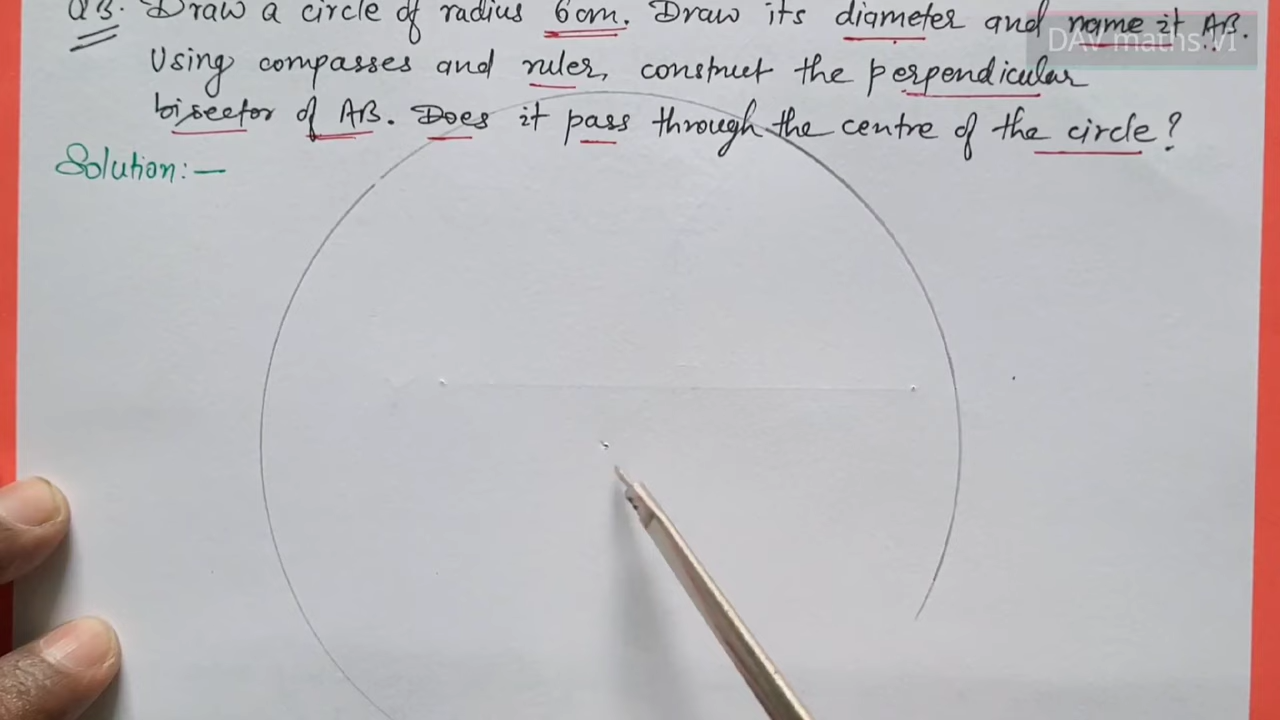 Q3. Draw a circle of radius 6cm. Draw its diameter and name it AB.
Using compasses and ruler, construct the perpendicular
bisector of AB. Does it pass through the centre of the circle?
Solution:—
DAV maths VI